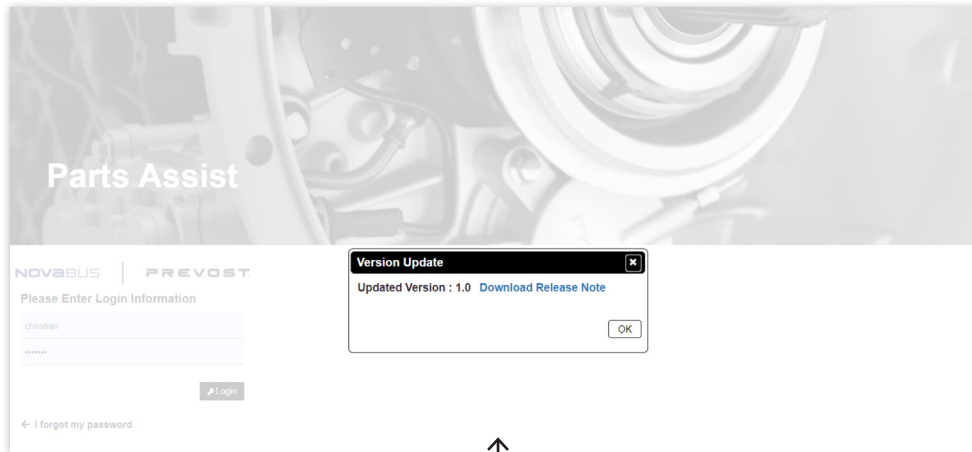 Parts Assist
NOVABUS PREVOST
Please Enter Login Information
christian
•••••••
Login
I forgot my password
Version Update
Updated Version : 1.0 Download Release Note
OK